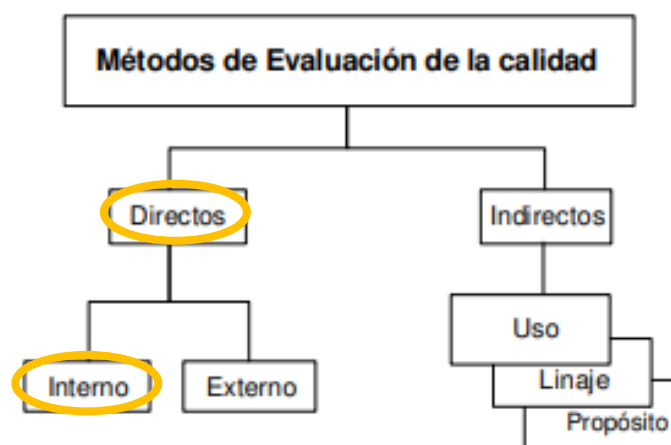 Métodos de Evaluación de la calidad
Directos
Indirectos
Interno
Externo
Uso
Linaje
Propósito